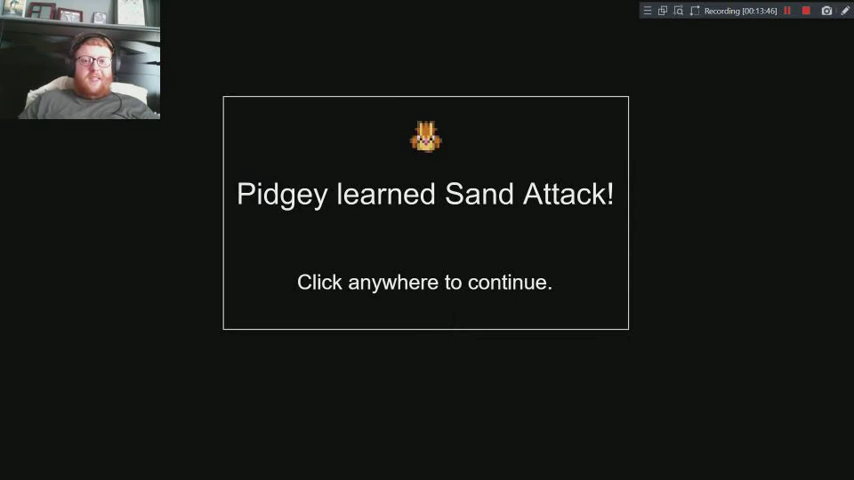 Recording [00:13:46]
Pidgey learned Sand Attack!
Click anywhere to continue.